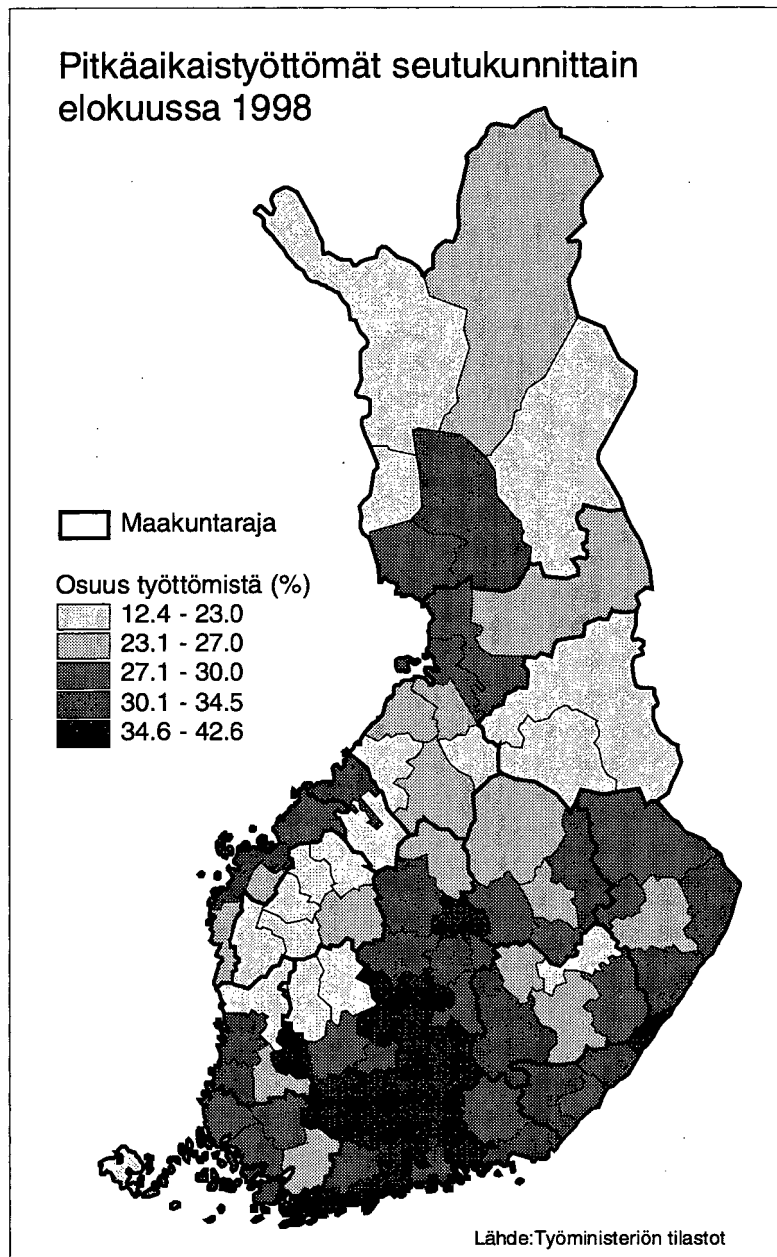 Pitkäaikaistyöttömät seutukunnittain
elokuussa 1998
Maakuntaraja
Osuus työttömistä (%)
12.4 - 23.0
23.1 - 27.0
27.1 - 30.0
30.1 - 34.5
34.6 - 42.6
Lähde:Työministeriön tilastot